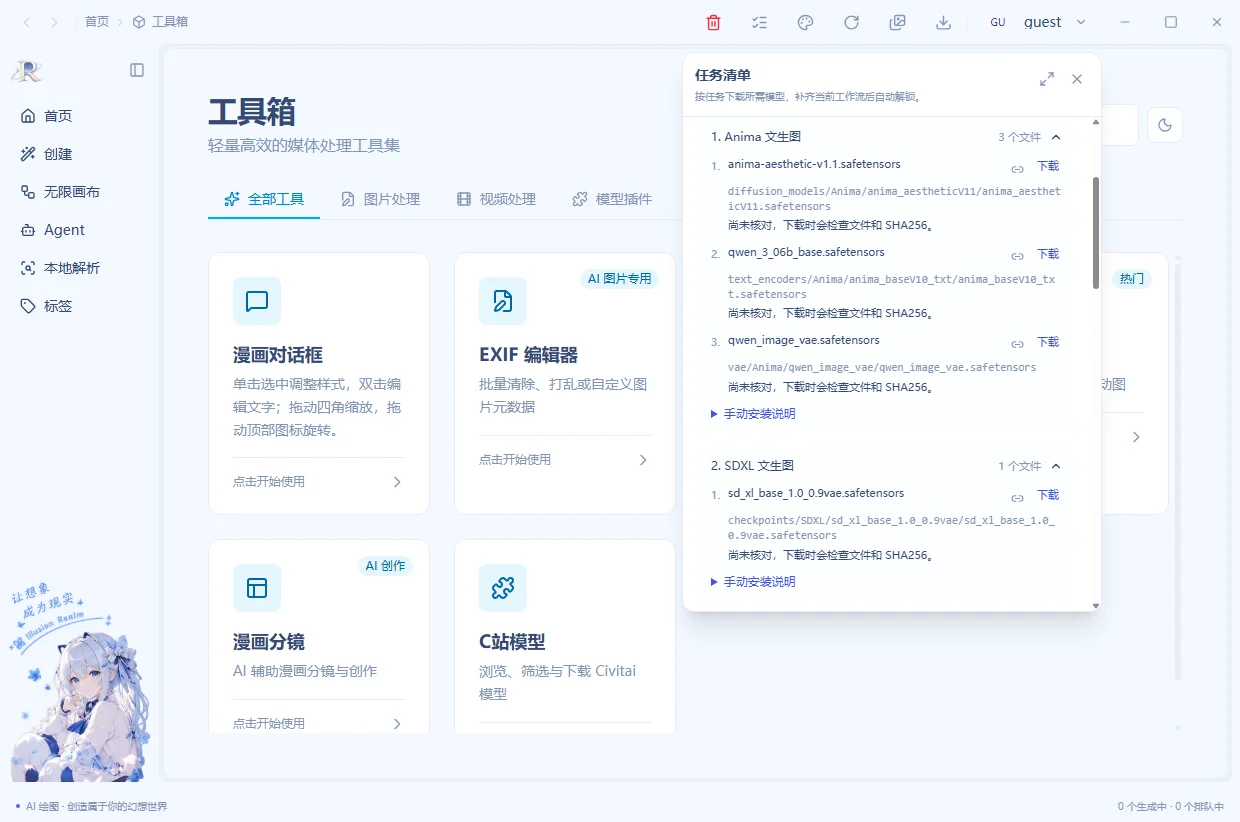 首页
工具箱
GU
guest
R
首页
创建
无限画布
Agent
本地解析
标签
让想象
成为现实
Illusion Realm
工具箱
轻量高效的媒体处理工具集
全部工具
图片处理
视频处理
模型插件
漫画对话框
单击选中调整样式，双击编
辑文字；拖动四角缩放，拖
动顶部图标旋转。
点击开始使用
AI 图片专用
EXIF 编辑器
批量清除、打乱或自定义图
片元数据
点击开始使用
热门
动图
AI 创作
漫画分镜
AI 辅助漫画分镜与创作
点击开始使用
C站模型
浏览、筛选与下载 Civitai
模型
任务清单
按任务下载所需模型，补齐当前工作流后自动解锁。
1. Anima 文生图
3 个文件
1. anima-aesthetic-v1.1.safetensors
下载
diffusion_models/Anima/anima_aestheticV11/anima_aesthet
icV11.safetensors
尚未核对，下载时会检查文件和 SHA256。
2. qwen_3_06b_base.safetensors
下载
text_encoders/Anima/anima_baseV10_txt/anima_baseV10_tx
t.safetensors
尚未核对，下载时会检查文件和 SHA256。
3. qwen_image_vae.safetensors
下载
vae/Anima/qwen_image_vae/qwen_image_vae.safetensors
尚未核对，下载时会检查文件和 SHA256。
手动安装说明
2. SDXL 文生图
1 个文件
1. sd_xl_base_1.0_0.9vae.safetensors
下载
checkpoints/SDXL/sd_xl_base_1.0_0.9vae/sd_xl_base_1.0_
0.9vae.safetensors
尚未核对，下载时会检查文件和 SHA256。
手动安装说明
AI 绘图 · 创造属于你的幻想世界
0 个生成中 · 0 个排队中